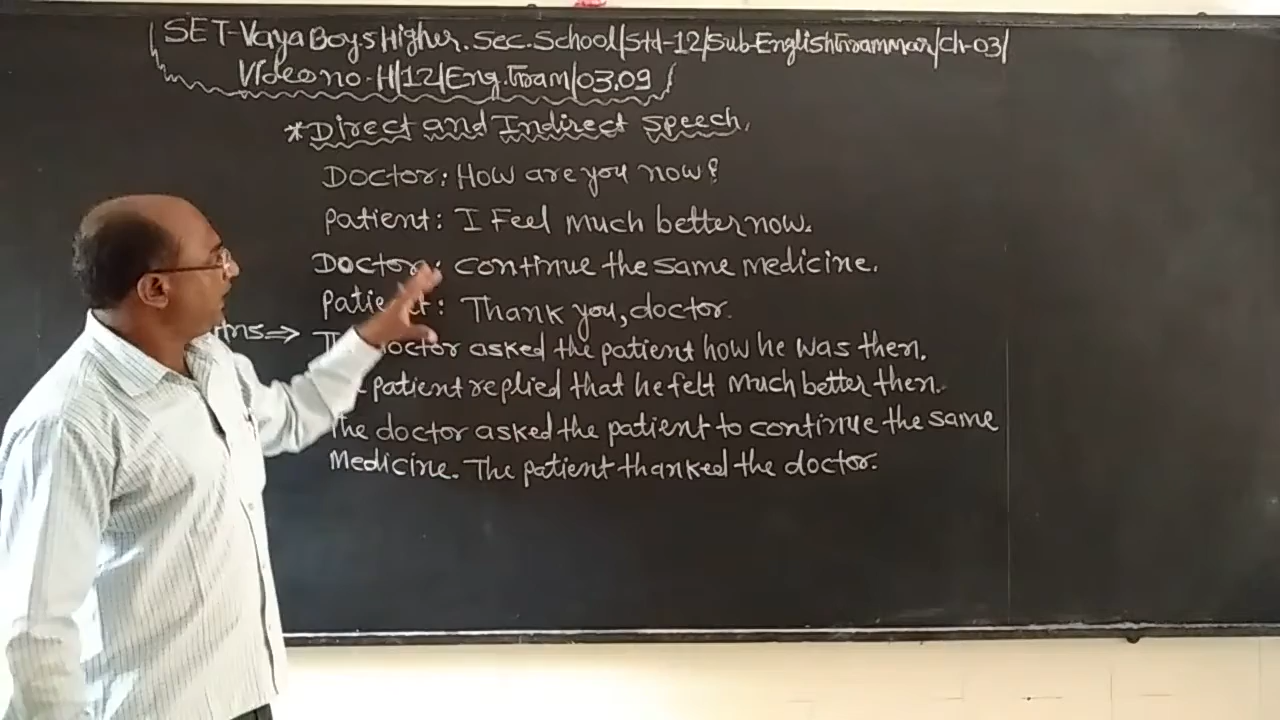 SET-Vaya Boys Higher. Sec. School/Std-12/Sub-English Grammar/ch-03/
Video no-H/12/Eng.Gram/03.09
*Direct and Indirect speech.
Doctor: How are you now?
Patient: I Feel Much better now.
Doctor: Continue the same medicine.
Patient: Thank you, doctor.
ns⇒ doctor asked the patient how he was then.
patient replied that he felt Much better then.
The doctor asked the patient to continue the same
Medicine. The patient thanked the doctor.